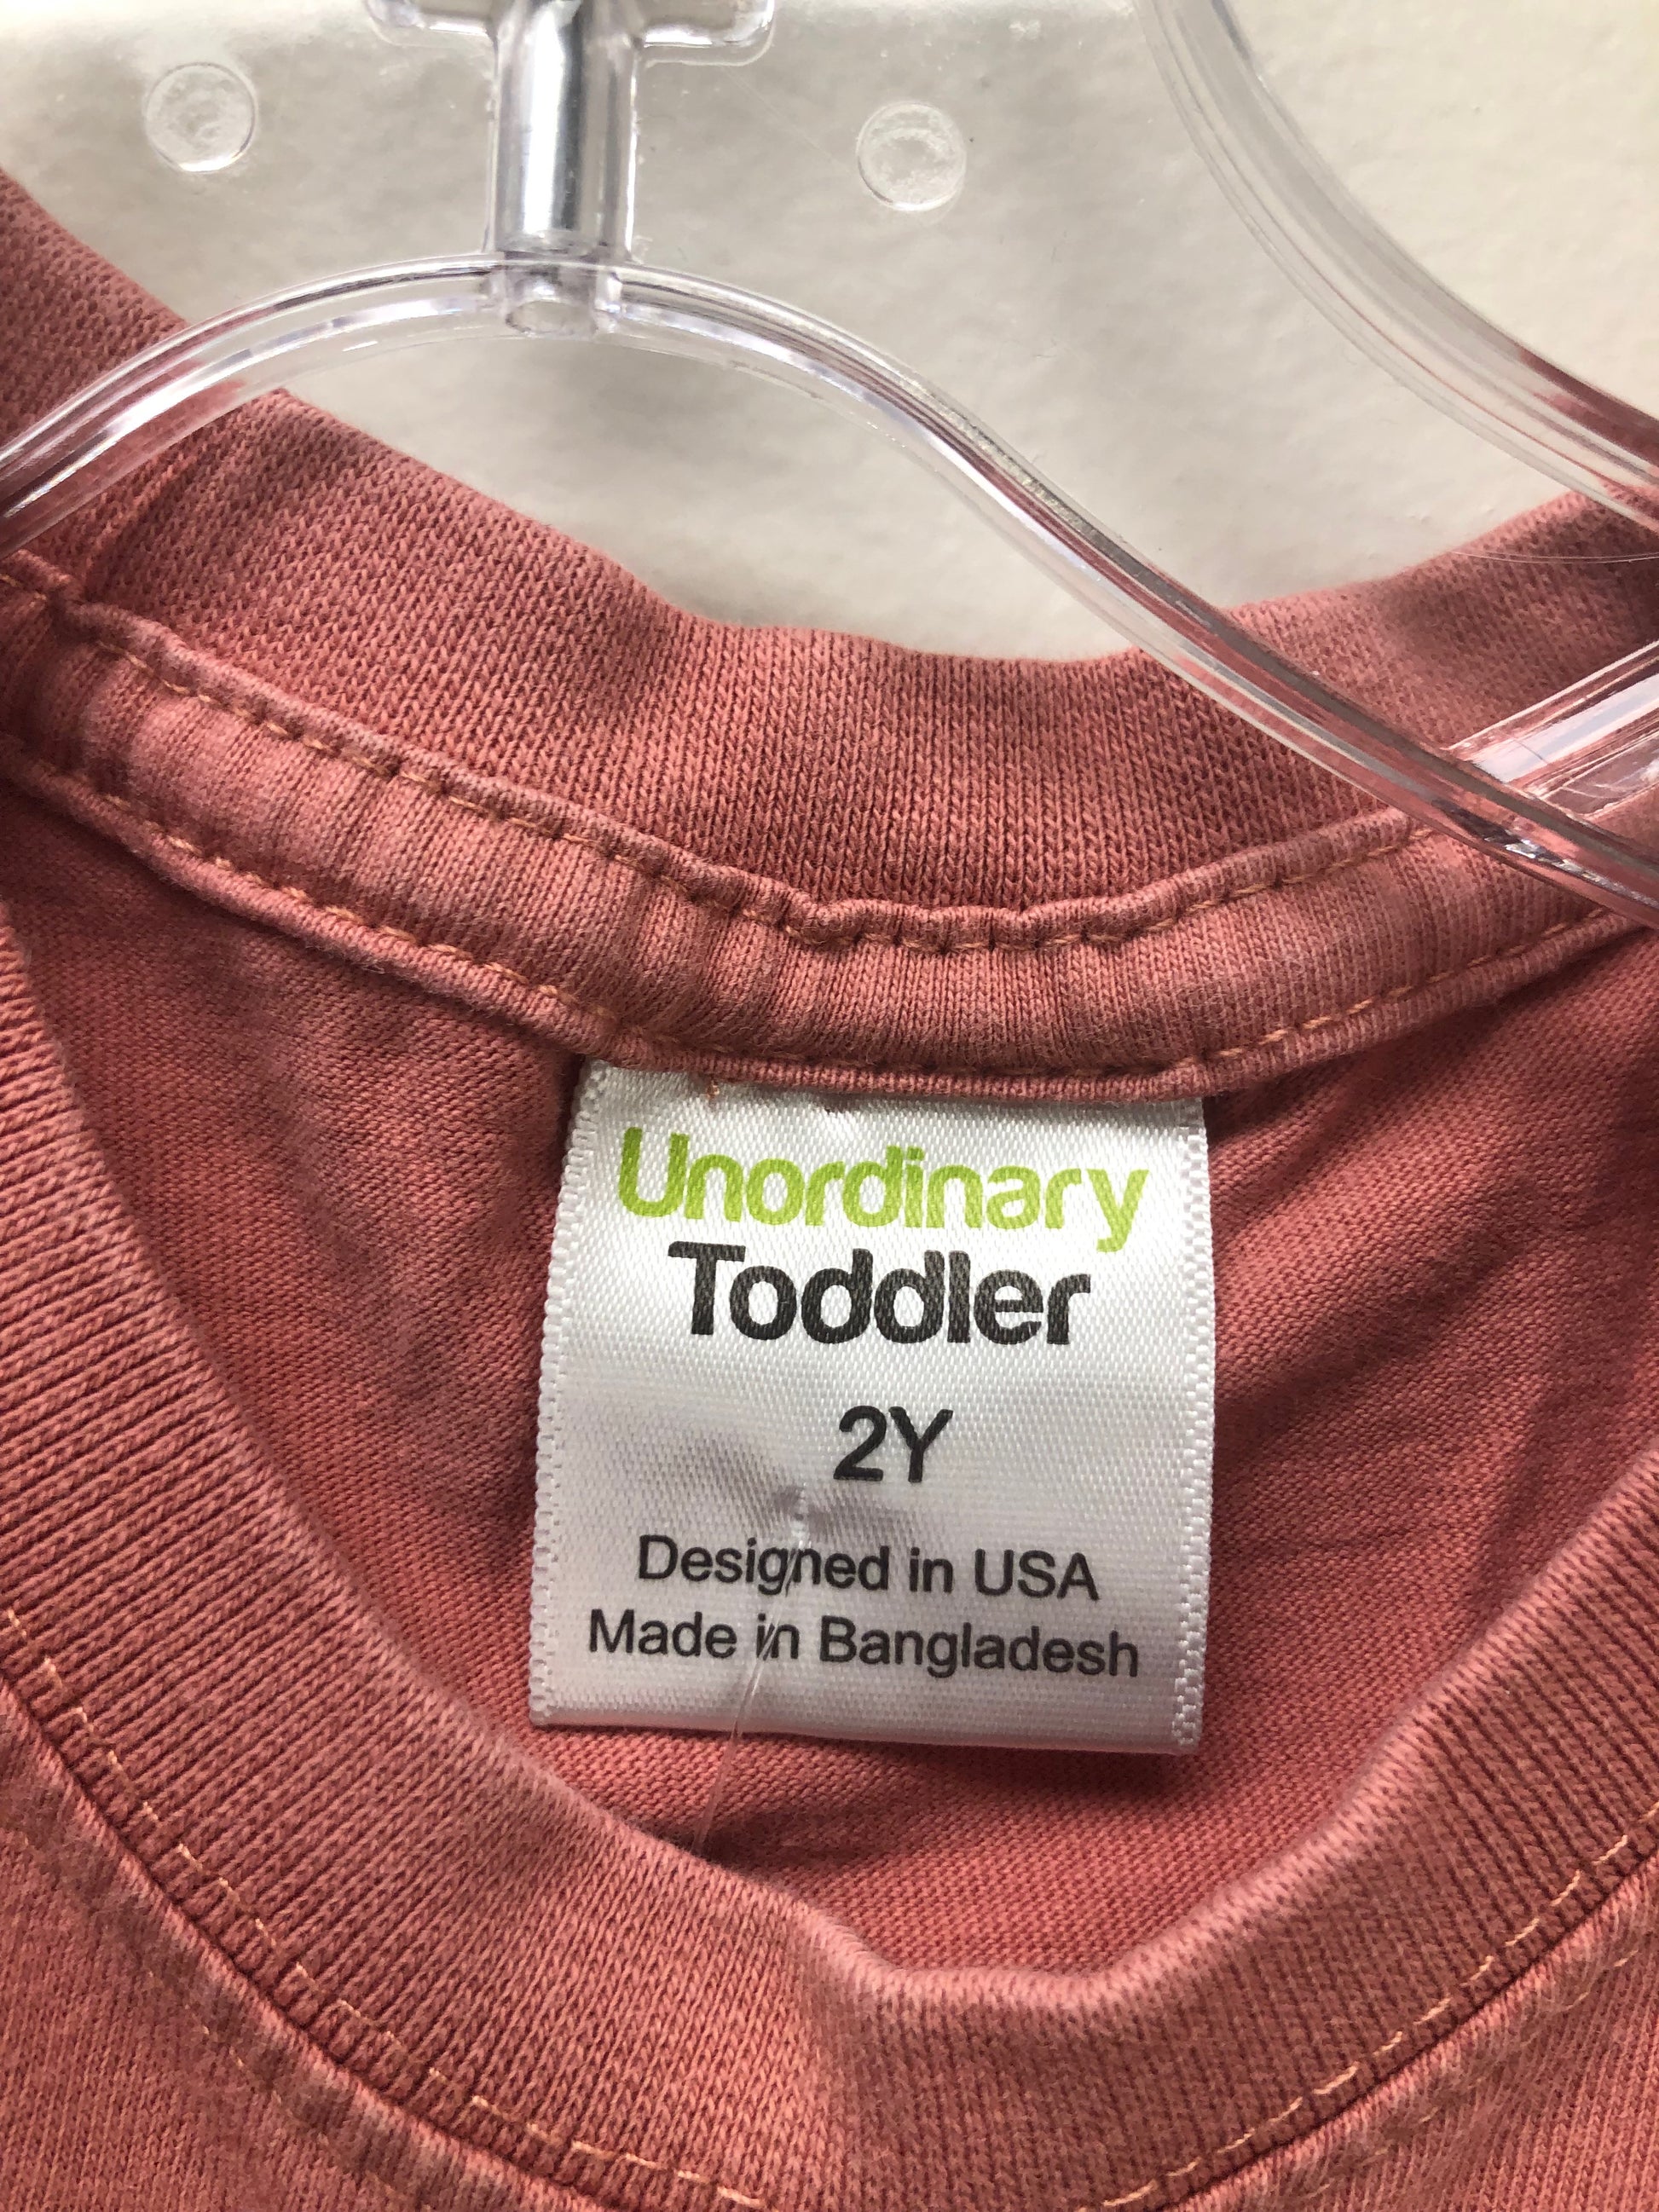 Unordinary
Toddler
2Y
Designed in USA
Made in Bangladesh